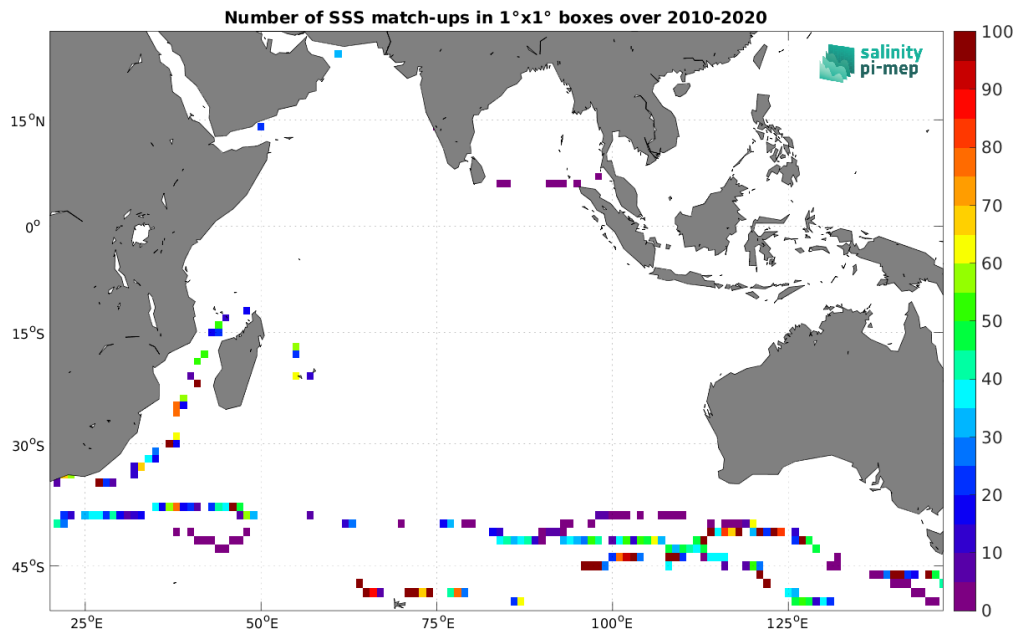 Number of SSS match-ups in 1°x1° boxes over 2010-2020
salinity
pi-mep
15°N
0°
15°S
30°S
45°S
25°E
50°E
75°E
100°E
125°E
100
90
80
70
60
50
40
30
20
10
0